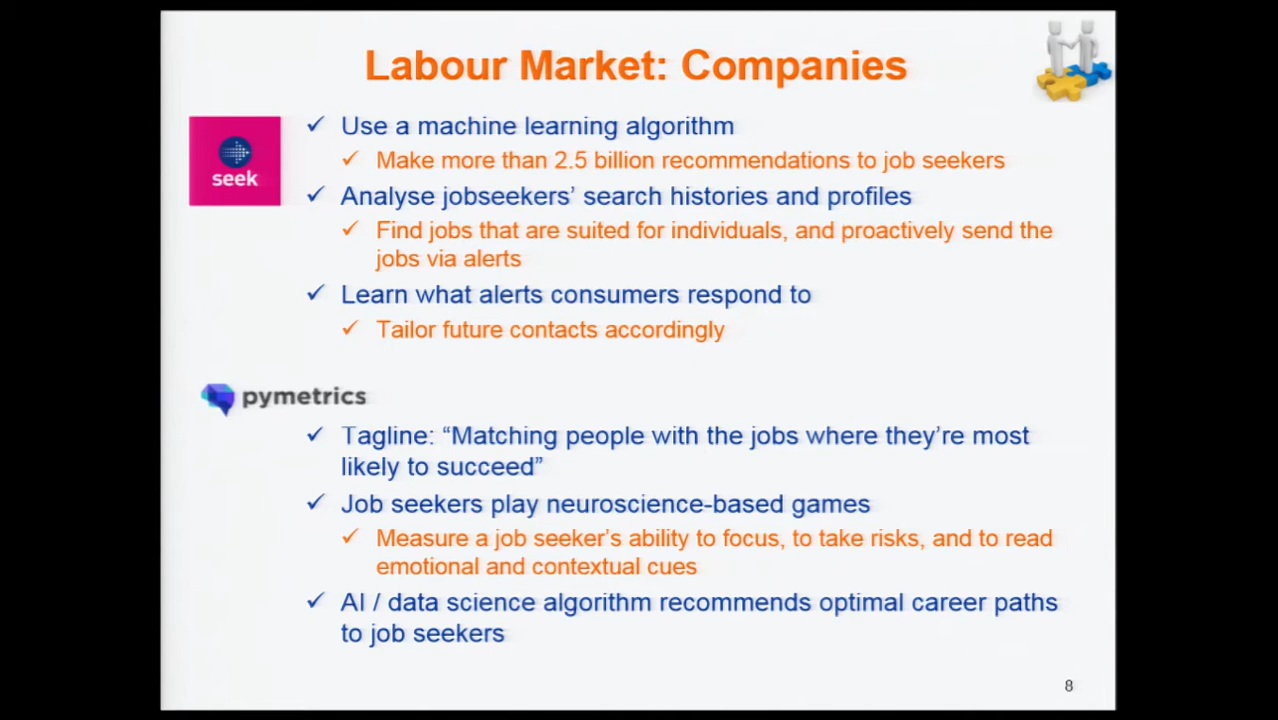 Labour Market: Companies
seek
Use a machine learning algorithm
Make more than 2.5 billion recommendations to job seekers
Analyse jobseekers’ search histories and profiles
Find jobs that are suited for individuals, and proactively send the
jobs via alerts
Learn what alerts consumers respond to
Tailor future contacts accordingly
pymetrics
Tagline: “Matching people with the jobs where they’re most
likely to succeed”
Job seekers play neuroscience-based games
Measure a job seeker’s ability to focus, to take risks, and to read
emotional and contextual cues
AI / data science algorithm recommends optimal career paths
to job seekers
8